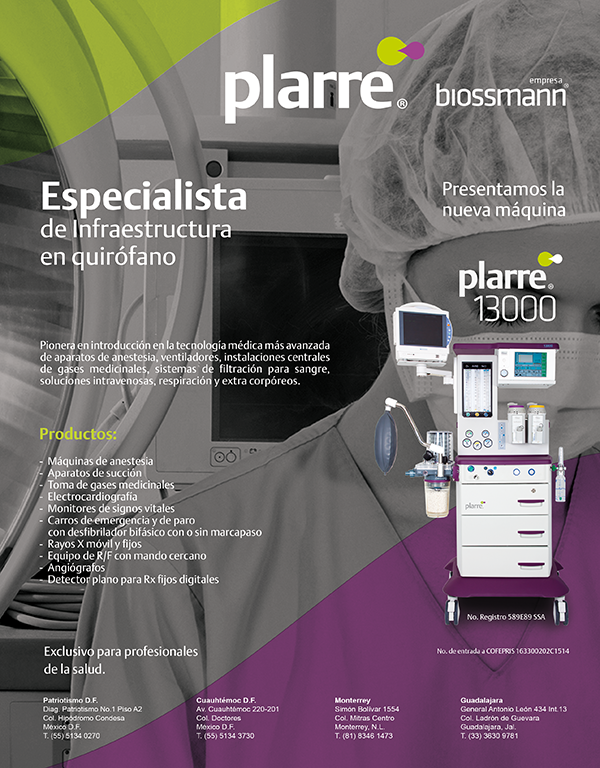 plarre®
empresa
biossmann®
Especialista
de Infraestructura
en quirófano
Presentamos la
nueva máquina
plarre®
13000
Pionera en introducción en la tecnología médica más avanzada
de aparatos de anestesia, ventiladores, instalaciones centrales
de gases medicinales, sistemas de filtración para sangre,
soluciones intravenosas, respiración y extra corpóreos.
Productos:
- Máquinas de anestesia
- Aparatos de succión
- Toma de gases medicinales
- Electrocardiografía
- Monitores de signos vitales
- Carros de emergencia y de paro
con desfibrilador bifásico con o sin marcapaso
- Rayos X móvil y fijos
- Equipo de R/F con mando cercano
- Angiógrafos
- Detector plano para Rx fijos digitales
plarre
No. Registro 589E89 SSA
Exclusivo para profesionales
de la salud.
No. de entrada a COFEPRIS 163300202C1514
Patriotismo D.F.
Diag. Patriotismo No.1 Piso A2
Col. Hipódromo Condesa
México D.F.
T. (55) 5134 0270
Cuauhtémoc D.F.
Av. Cuauhtémoc 220-201
Col. Doctores
México D.F.
T. (55) 5134 3730
Monterrey
Simón Bolívar 1554
Col. Mitras Centro
Monterrey, N.L.
T. (81) 8346 1473
Guadalajara
General Antonio León 434 Int.13
Col. Ladrón de Guevara
Guadalajara, Jal.
T. (33) 3630 9781